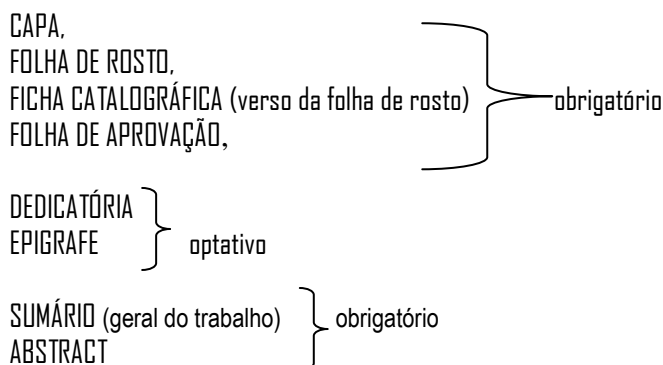 CAPA,
FOLHA DE ROSTO,
FICHA CATALOGRÁFICA (verso da folha de rosto) obrigatório
FOLHA DE APROVAÇÃO,
DEDICATÓRIA
EPIGRAFE optativo
SUMÁRIO (geral do trabalho) obrigatório
ABSTRACT